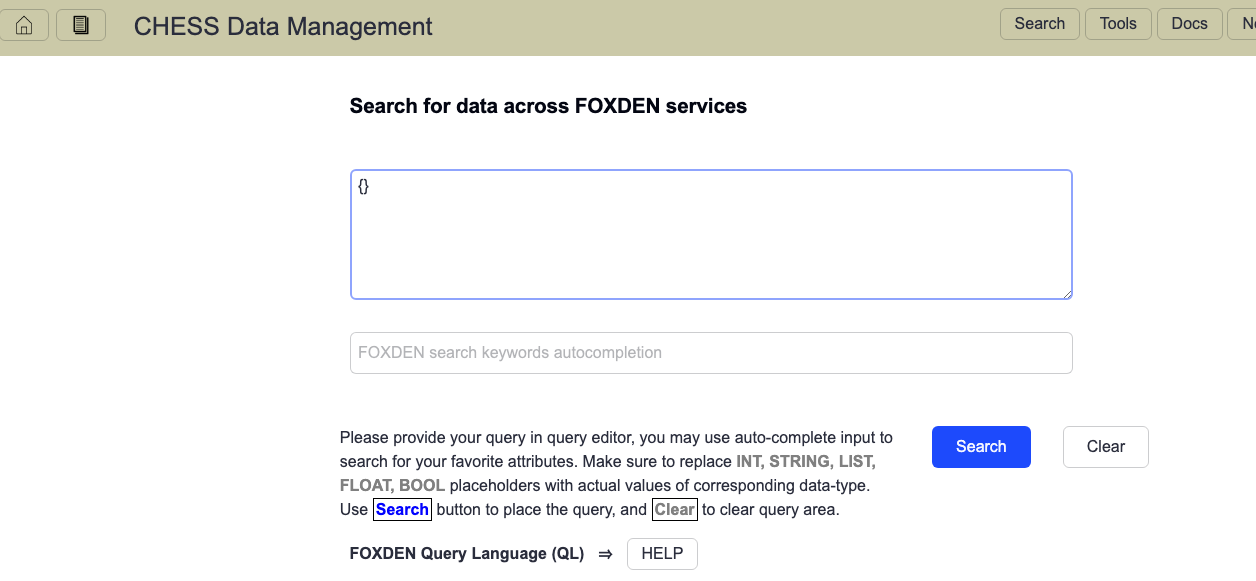 CHESS Data Management
Search Tools Docs
Search for data across FOXDEN services
{}
FOXDEN search keywords autocompletion
Please provide your query in query editor, you may use auto-complete input to
search for your favorite attributes. Make sure to replace INT, STRING, LIST,
FLOAT, BOOL placeholders with actual values of corresponding data-type.
Use Search button to place the query, and Clear to clear query area.
Search Clear
FOXDEN Query Language (QL) ⇒ HELP